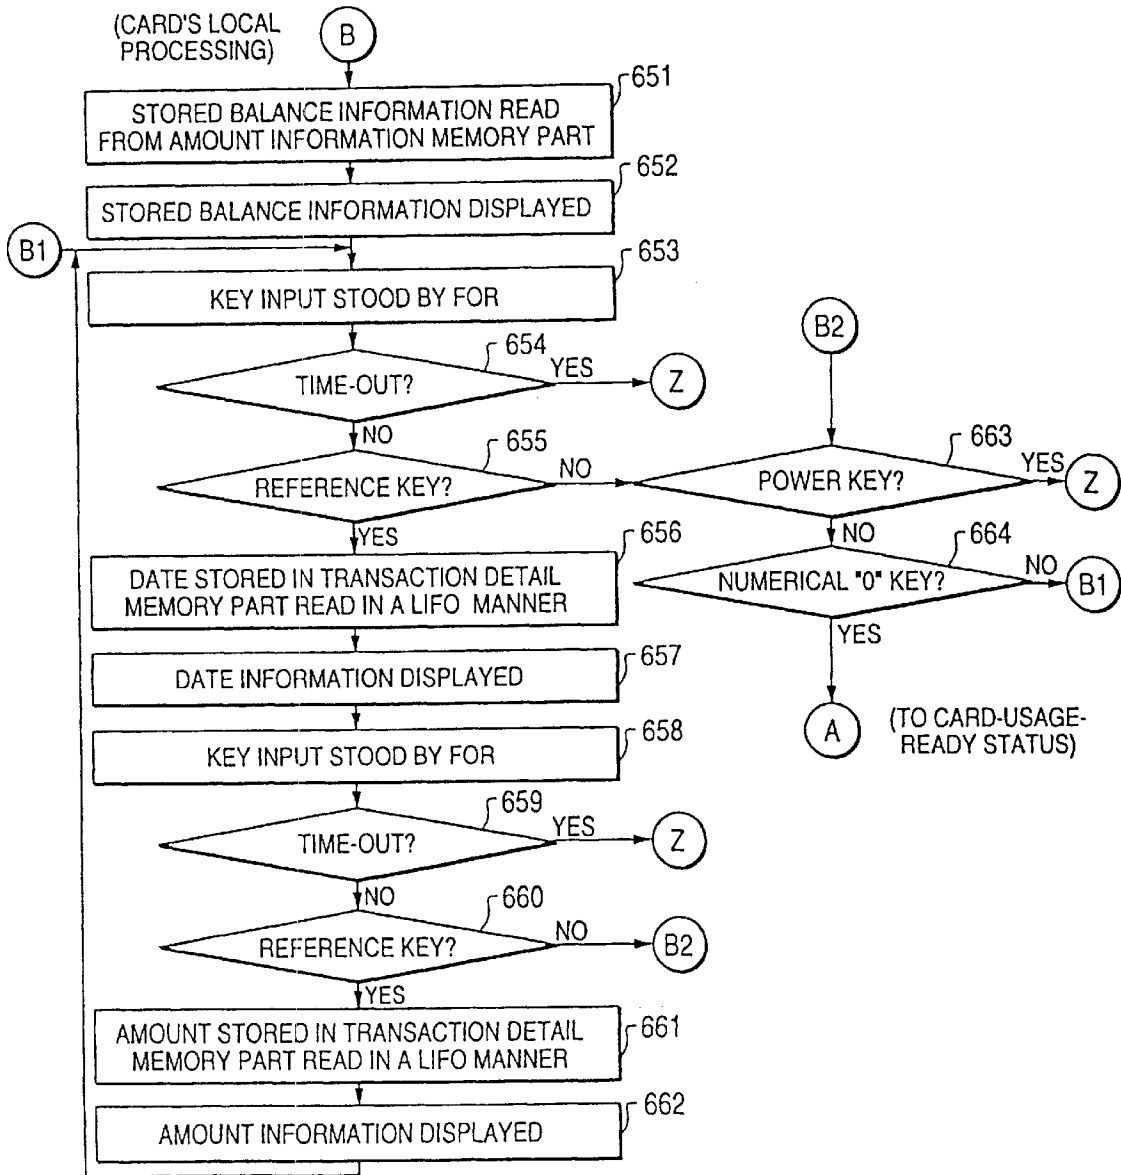 (CARD'S LOCAL
PROCESSING)
B
651
STORED BALANCE INFORMATION READ
FROM AMOUNT INFORMATION MEMORY PART
652
STORED BALANCE INFORMATION DISPLAYED
B1
653
KEY INPUT STOOD BY FOR
654
TIME-OUT?
YES
Z
NO
655
REFERENCE KEY?
NO
YES
B2
663
POWER KEY?
YES
Z
NO
664
NUMERICAL "0" KEY?
NO
B1
YES
A
(TO CARD-USAGE-
READY STATUS)
656
DATE STORED IN TRANSACTION DETAIL
MEMORY PART READ IN A LIFO MANNER
657
DATE INFORMATION DISPLAYED
658
KEY INPUT STOOD BY FOR
659
TIME-OUT?
YES
Z
NO
660
REFERENCE KEY?
NO
B2
YES
661
AMOUNT STORED IN TRANSACTION DETAIL
MEMORY PART READ IN A LIFO MANNER
662
AMOUNT INFORMATION DISPLAYED